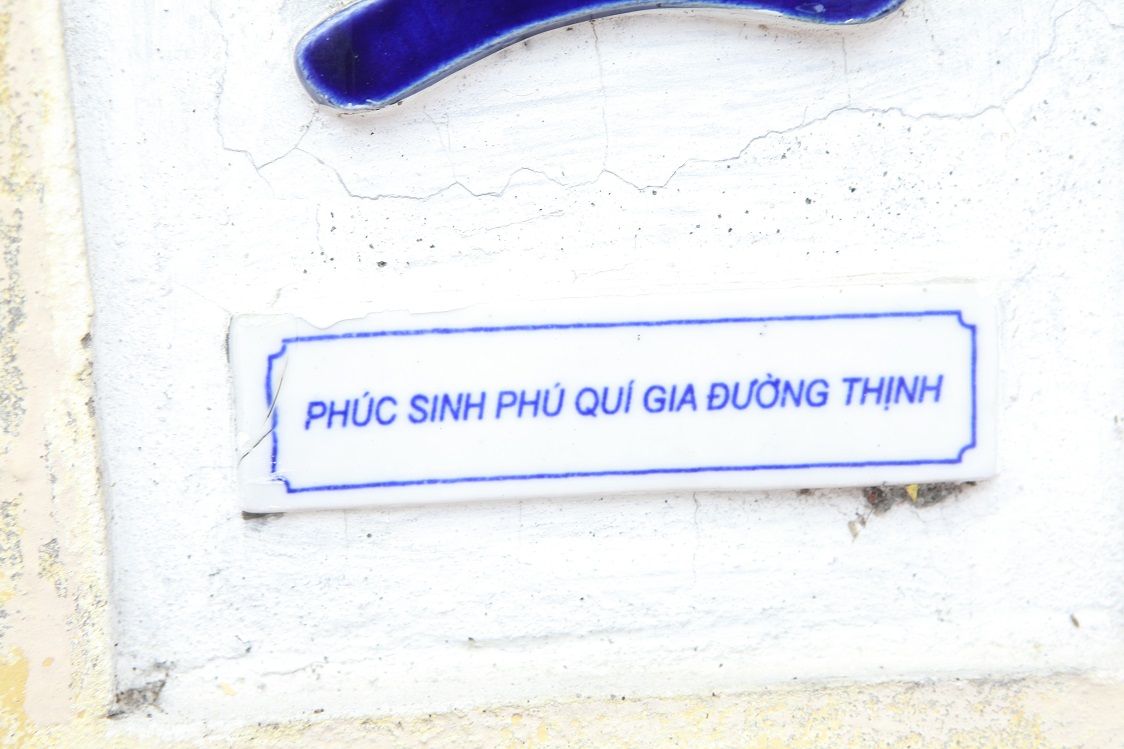 PHÚC SINH PHÚ QUÍ GIA ĐƯỜNG THỊNH